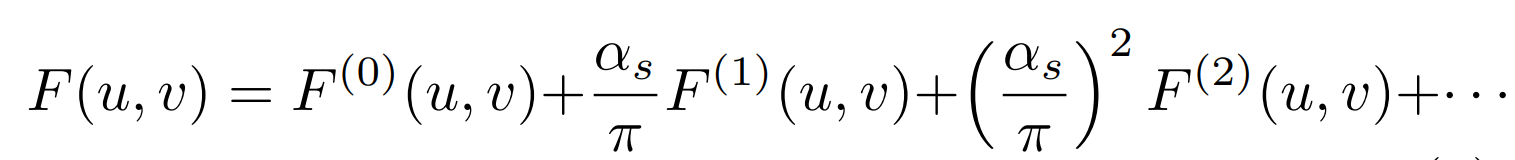 F(u, v) = F^{(0)}(u, v) + \frac{\alpha_s}{\pi} F^{(1)}(u, v) + \left( \frac{\alpha_s}{\pi} \right)^2 F^{(2)}(u, v) + \cdots